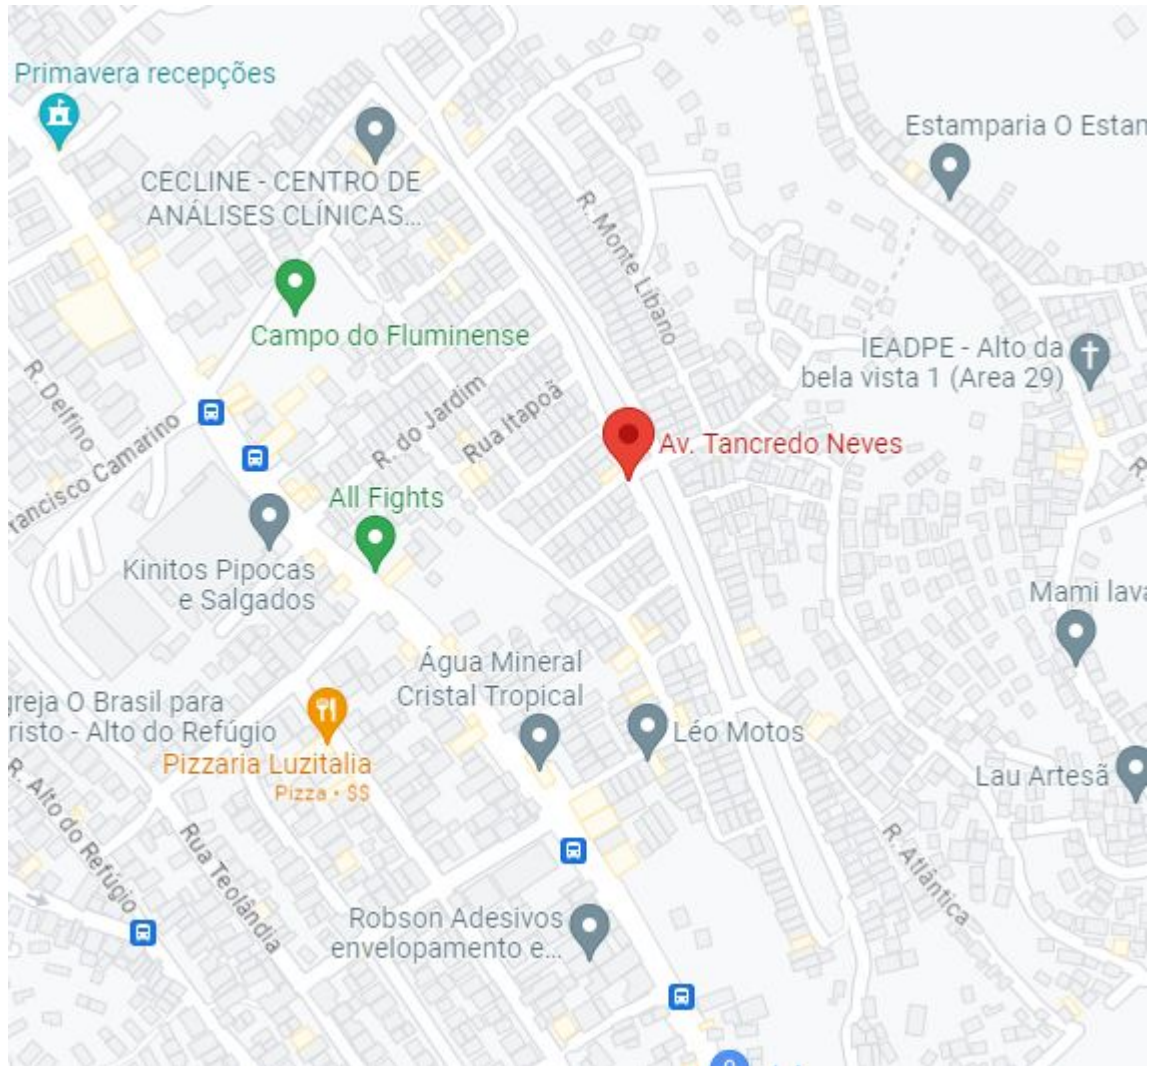 Primavera recepções
Estamparia O Estan
CECLINE - CENTRO DE
ANÁLISES CLÍNICAS...
R. Monte Líbano
Campo do Fluminense
IEADPE - Alto da
bela vista 1 (Area 29)
R. Delfino
R. do Jardim
Rua Itapoã
Av. Tancredo Neves
rancisco Camarino
R.
All Fights
Kinitos Pipocas
e Salgados
Mami lava
Água Mineral
Cristal Tropical
greja O Brasil para
risto - Alto do Refúgio
Léo Motos
Pizzaria Luzitalia
Pizza • $$
Lau Artesã
R. Alto do Refúgio
Rua Teolândia
R. Atlântica
Robson Adesivos
envelopamento e...